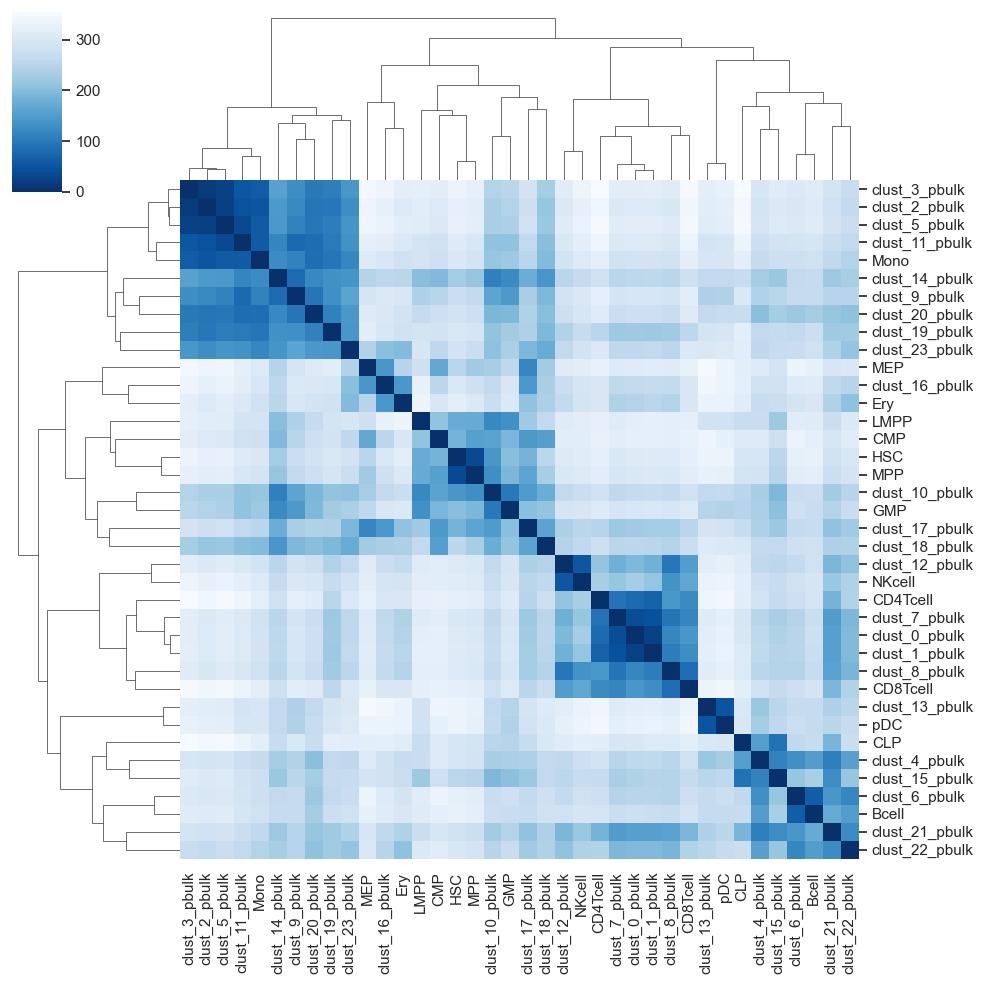 300
200
100
0
clust_3_pbulk
clust_2_pbulk
clust_5_pbulk
clust_11_pbulk
Mono
clust_14_pbulk
clust_9_pbulk
clust_20_pbulk
clust_19_pbulk
clust_23_pbulk
MEP
clust_16_pbulk
Ery
LMPP
CMP
HSC
MPP
clust_10_pbulk
GMP
clust_17_pbulk
clust_18_pbulk
clust_12_pbulk
NKcell
CD4Tcell
clust_7_pbulk
clust_0_pbulk
clust_1_pbulk
clust_8_pbulk
CD8Tcell
clust_13_pbulk
pDC
CLP
clust_4_pbulk
clust_15_pbulk
clust_6_pbulk
Bcell
clust_21_pbulk
clust_22_pbulk
clust_3_pbulk
clust_2_pbulk
clust_5_pbulk
clust_11_pbulk
Mono
clust_14_pbulk
clust_9_pbulk
clust_20_pbulk
clust_19_pbulk
clust_23_pbulk
MEP
clust_16_pbulk
Ery
LMPP
CMP
HSC
MPP
clust_10_pbulk
GMP
clust_17_pbulk
clust_18_pbulk
clust_12_pbulk
NKcell
CD4Tcell
clust_7_pbulk
clust_0_pbulk
clust_1_pbulk
clust_8_pbulk
CD8Tcell
clust_13_pbulk
pDC
CLP
clust_4_pbulk
clust_15_pbulk
clust_6_pbulk
Bcell
clust_21_pbulk
clust_22_pbulk